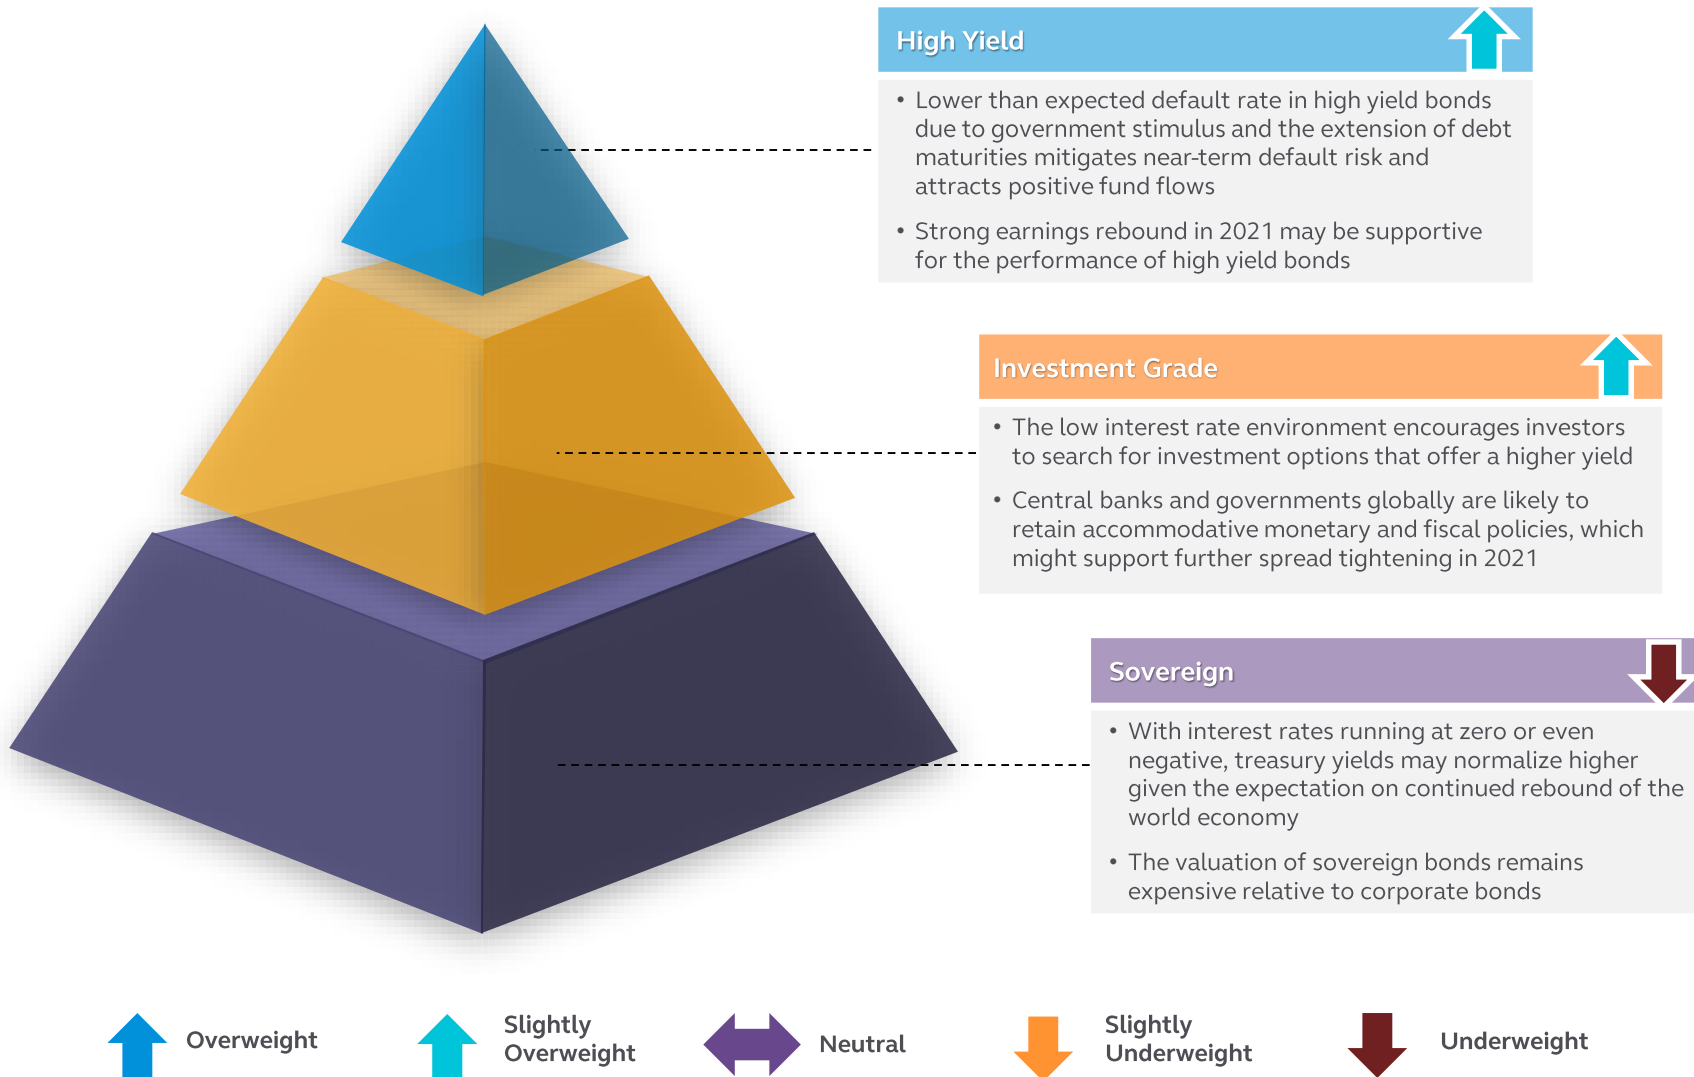 High Yield
• Lower than expected default rate in high yield bonds
due to government stimulus and the extension of debt
maturities mitigates near-term default risk and
attracts positive fund flows
• Strong earnings rebound in 2021 may be supportive
for the performance of high yield bonds
Investment Grade
• The low interest rate environment encourages investors
to search for investment options that offer a higher yield
• Central banks and governments globally are likely to
retain accommodative monetary and fiscal policies, which
might support further spread tightening in 2021
Sovereign
• With interest rates running at zero or even
negative, treasury yields may normalize higher
given the expectation on continued rebound of the
world economy
• The valuation of sovereign bonds remains
expensive relative to corporate bonds
Overweight
Slightly
Overweight
Neutral
Slightly
Underweight
Underweight